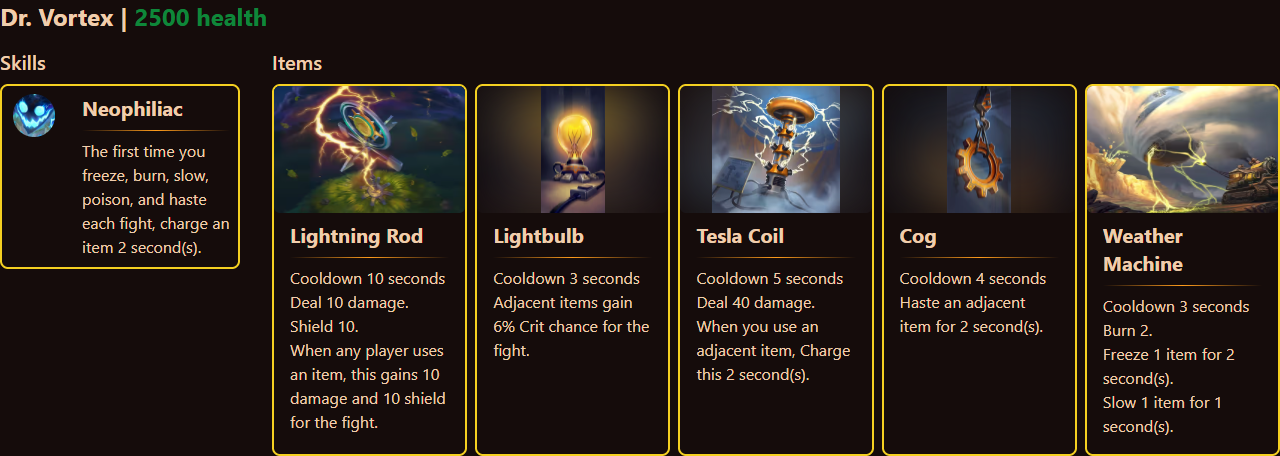 Dr. Vortex | 2500 health
Skills
Neophiliac
The first time you
freeze, burn, slow,
poison, and haste
each fight, charge an
item 2 second(s).
Items
Lightning Rod
Cooldown 10 seconds
Deal 10 damage.
Shield 10.
When any player uses
an item, this gains 10
damage and 10 shield
for the fight.
Lightbulb
Cooldown 3 seconds
Adjacent items gain
6% Crit chance for the
fight.
Tesla Coil
Cooldown 5 seconds
Deal 40 damage.
When you use an
adjacent item, Charge
this 2 second(s).
Cog
Cooldown 4 seconds
Haste an adjacent
item for 2 second(s).
Weather
Machine
Cooldown 3 seconds
Burn 2.
Freeze 1 item for 2
second(s).
Slow 1 item for 1
second(s).